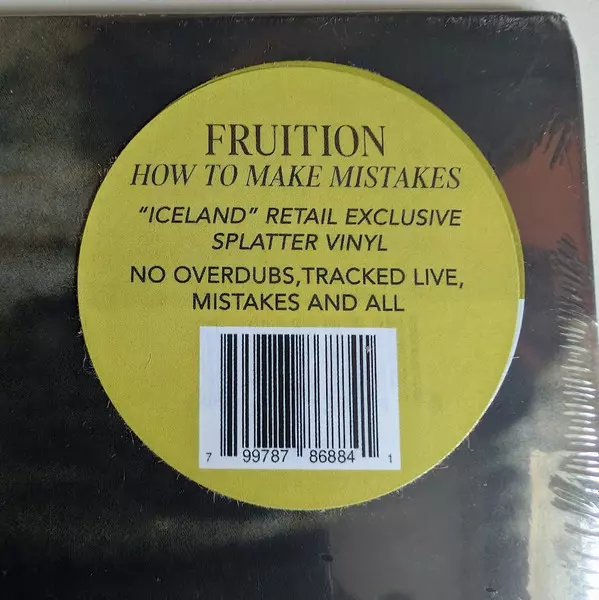 FRUITION
HOW TO MAKE MISTAKES
“ICELAND” RETAIL EXCLUSIVE
SPLATTER VINYL
NO OVERDUBS,TRACKED LIVE,
MISTAKES AND ALL
7 99787 86884 1